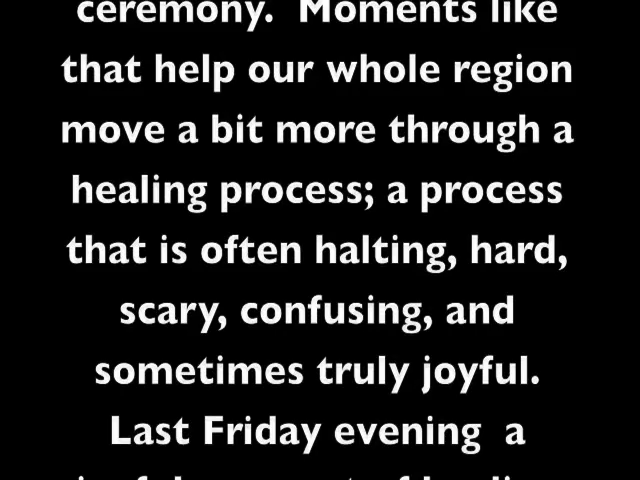 ceremony.  Moments like
that help our whole region
move a bit more through a
healing process; a process
that is often halting, hard,
scary, confusing, and
sometimes truly joyful.
Last Friday evening  a